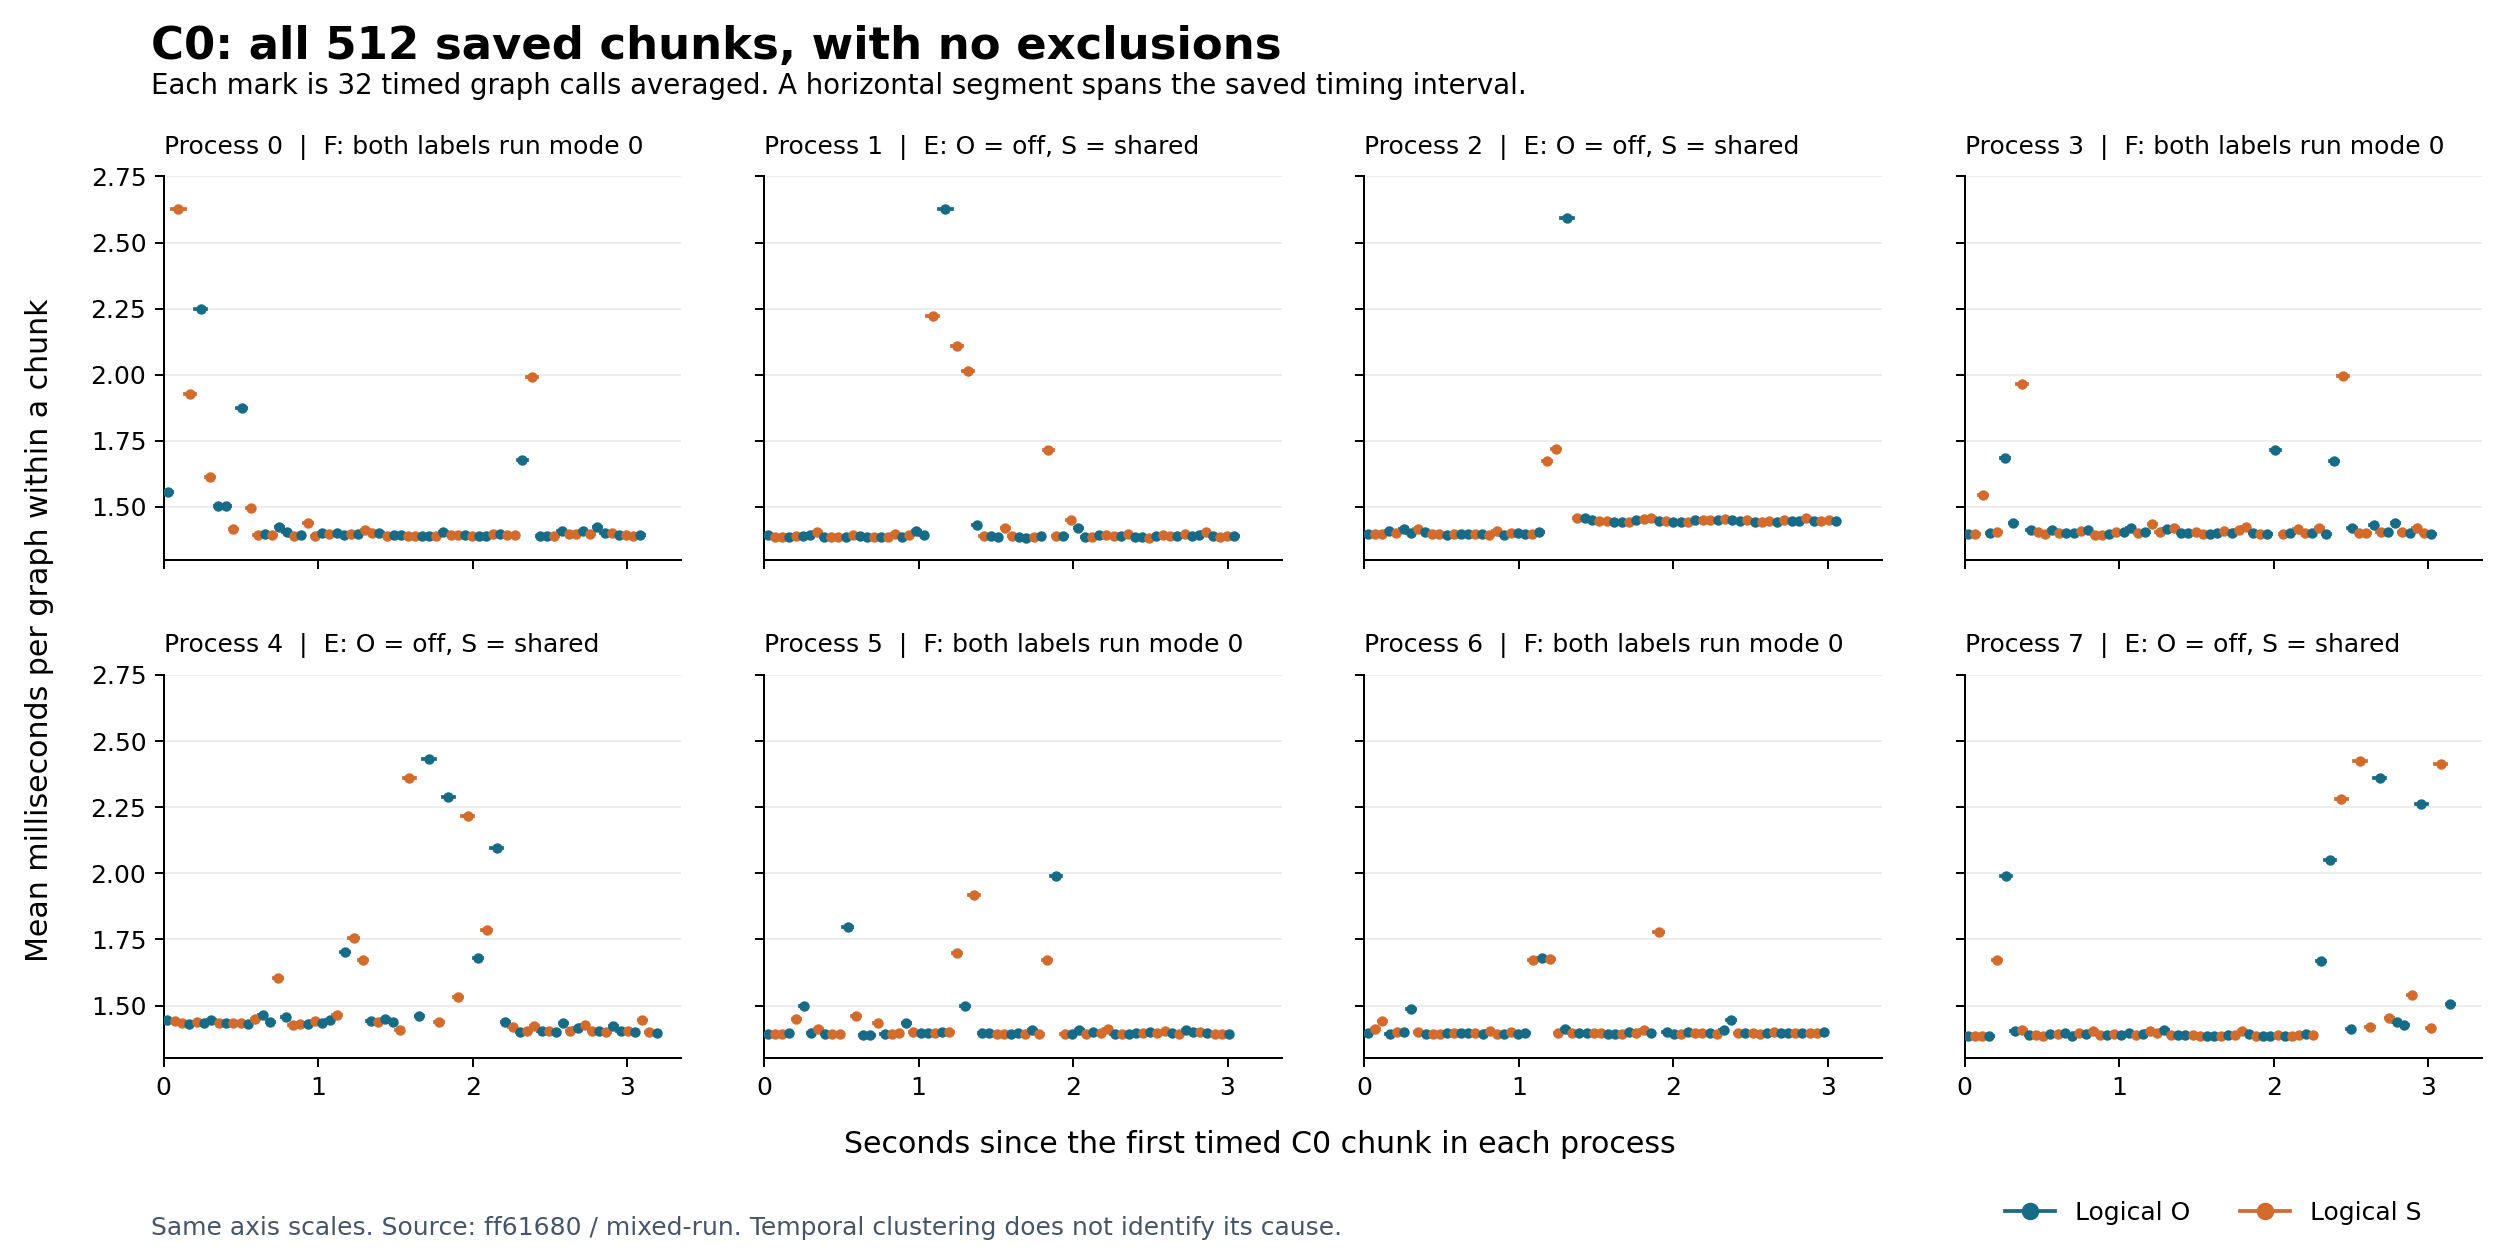 C0: all 512 saved chunks, with no exclusions
Each mark is 32 timed graph calls averaged. A horizontal segment spans the saved timing interval.
Mean milliseconds per graph within a chunk
Process 0 | F: both labels run mode 0
Process 1 | E: O = off, S = shared
Process 2 | E: O = off, S = shared
Process 3 | F: both labels run mode 0
2.75
2.50
2.25
2.00
1.75
1.50
Process 4 | E: O = off, S = shared
Process 5 | F: both labels run mode 0
Process 6 | F: both labels run mode 0
Process 7 | E: O = off, S = shared
2.75
2.50
2.25
2.00
1.75
1.50
0 1 2 3
0 1 2 3
0 1 2 3
0 1 2 3
Seconds since the first timed C0 chunk in each process
Logical O
Logical S
Same axis scales. Source: ff61680 / mixed-run. Temporal clustering does not identify its cause.